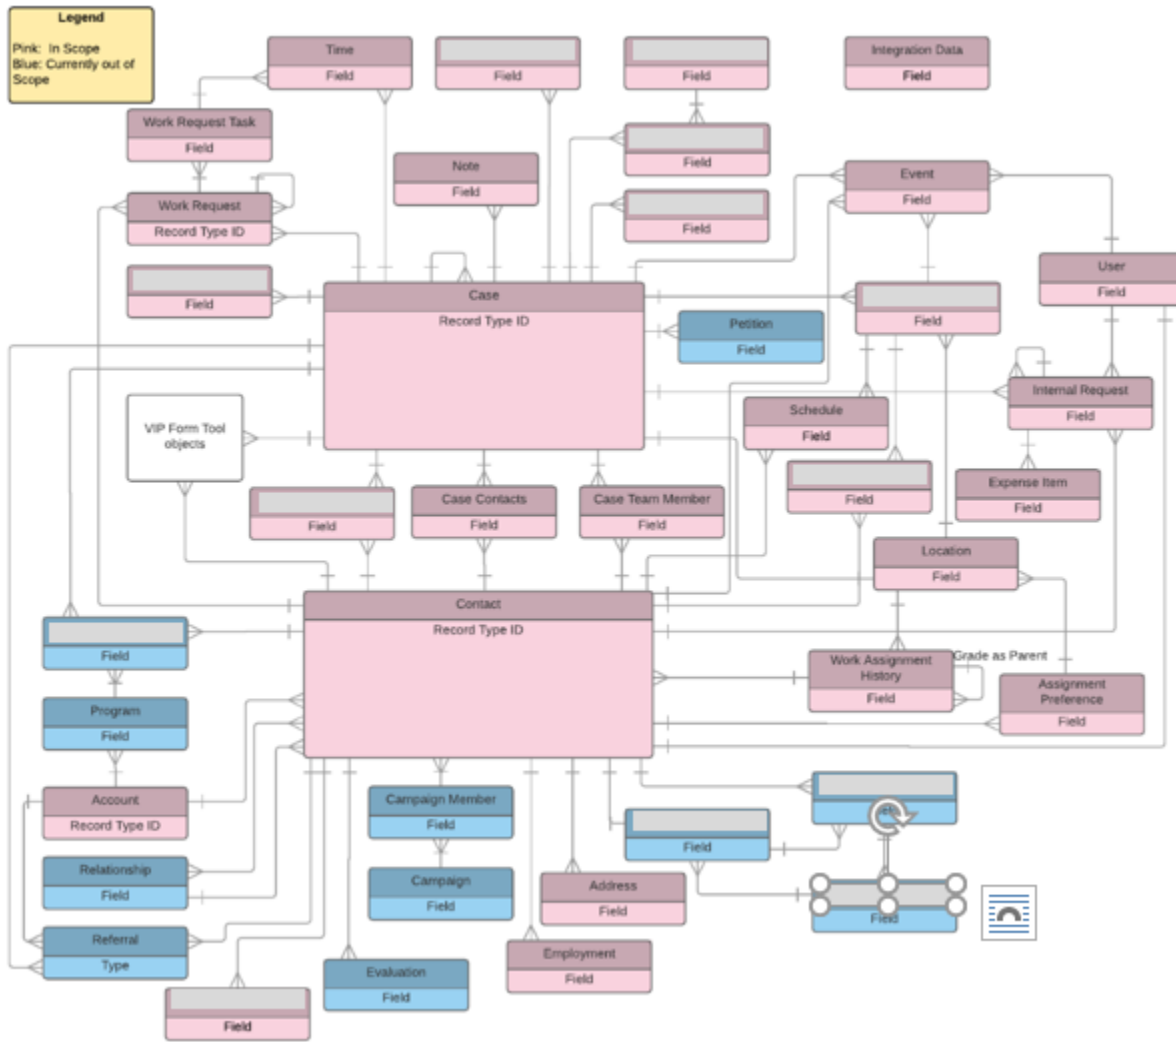 Legend
Pink: In Scope
Blue: Currently out of
Scope
Time
Field
Field
Field
Integration Data
Field
Work Request Task
Field
Note
Field
Field
Event
Field
Work Request
Record Type ID
Field
User
Field
Field
Case
Record Type ID
Field
Petition
Field
Internal Request
Field
VIP Form Tool
objects
Schedule
Field
Field
Expense Item
Field
Field
Case Contacts
Field
Case Team Member
Field
Location
Field
Contact
Record Type ID
Field
Work Assignment
History
Field
Grade as Parent
Assignment
Preference
Field
Program
Field
Account
Record Type ID
Campaign Member
Field
Field
Relationship
Field
Campaign
Field
Address
Field
Field
Referral
Type
Employment
Field
Evaluation
Field
Field